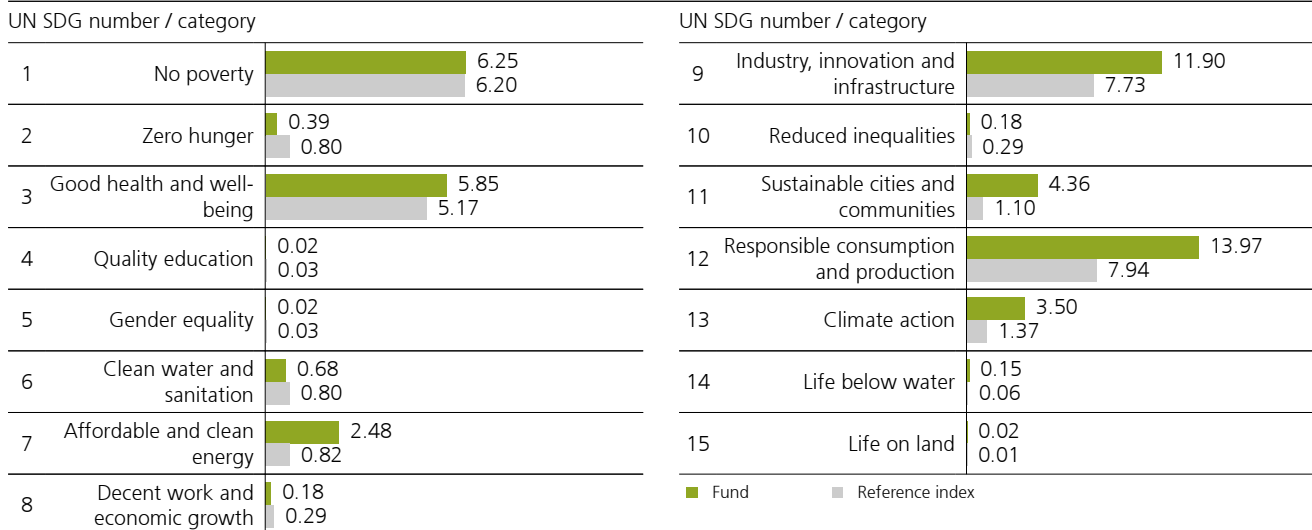 UN SDG number / category
1 No poverty 6.25
6.20
2 Zero hunger 0.39
0.80
3 Good health and well-
being 5.85
5.17
4 Quality education 0.02
0.03
5 Gender equality 0.02
0.03
6 Clean water and
sanitation 0.68
0.80
7 Affordable and clean
energy 2.48
0.82
8 Decent work and
economic growth 0.18
0.29
UN SDG number / category
9 Industry, innovation and
infrastructure 11.90
7.73
10 Reduced inequalities 0.18
0.29
11 Sustainable cities and
communities 4.36
1.10
12 Responsible consumption
and production 13.97
7.94
13 Climate action 3.50
1.37
14 Life below water 0.15
0.06
15 Life on land 0.02
0.01
Fund Reference index